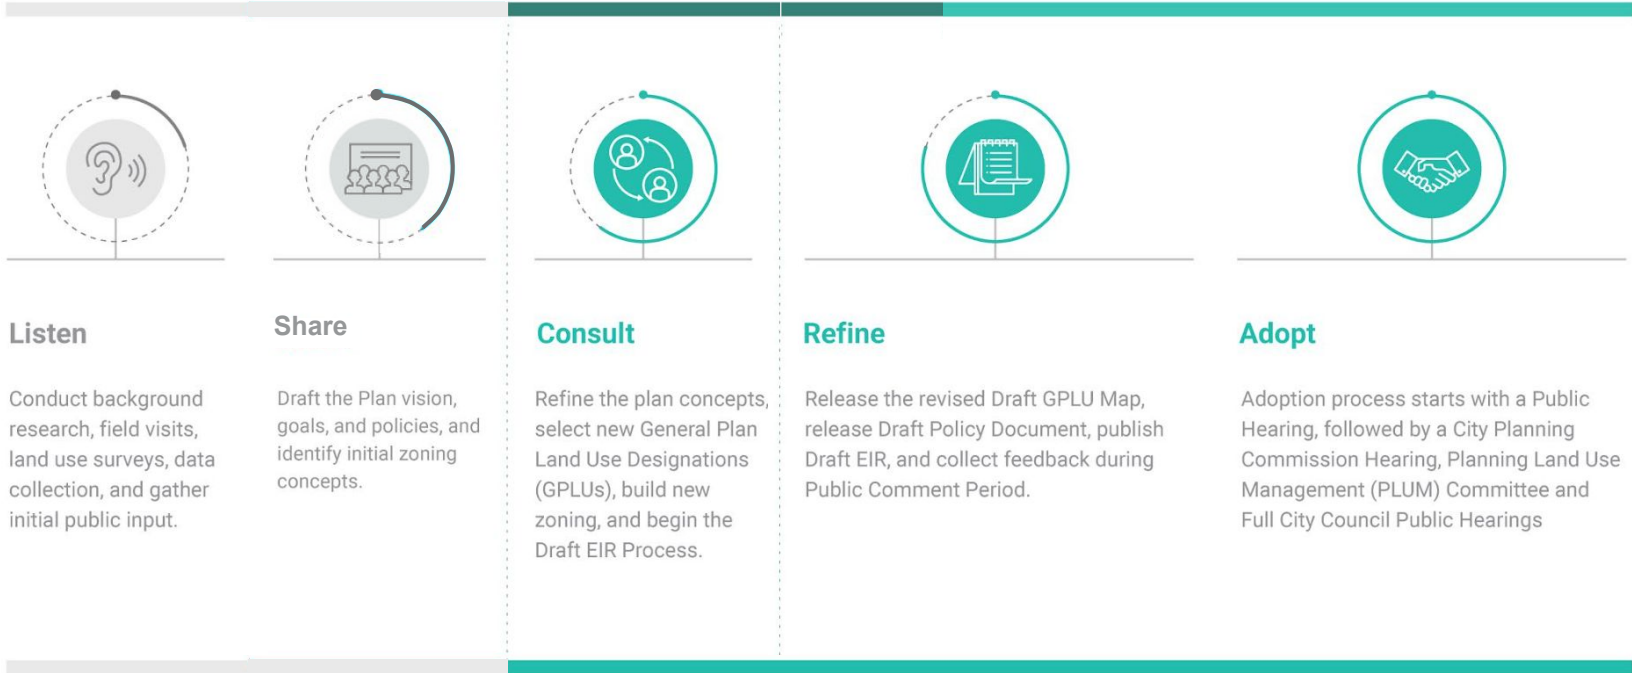 Listen
Conduct background
research, field visits,
land use surveys, data
collection, and gather
initial public input.
Share
Draft the Plan vision,
goals, and policies, and
identify initial zoning
concepts.
Consult
Refine the plan concepts,
select new General Plan
Land Use Designations
(GPLUs), build new
zoning, and begin the
Draft EIR Process.
Refine
Release the revised Draft GPLU Map,
release Draft Policy Document, publish
Draft EIR, and collect feedback during
Public Comment Period.
Adopt
Adoption process starts with a Public
Hearing, followed by a City Planning
Commission Hearing, Planning Land Use
Management (PLUM) Committee and
Full City Council Public Hearings